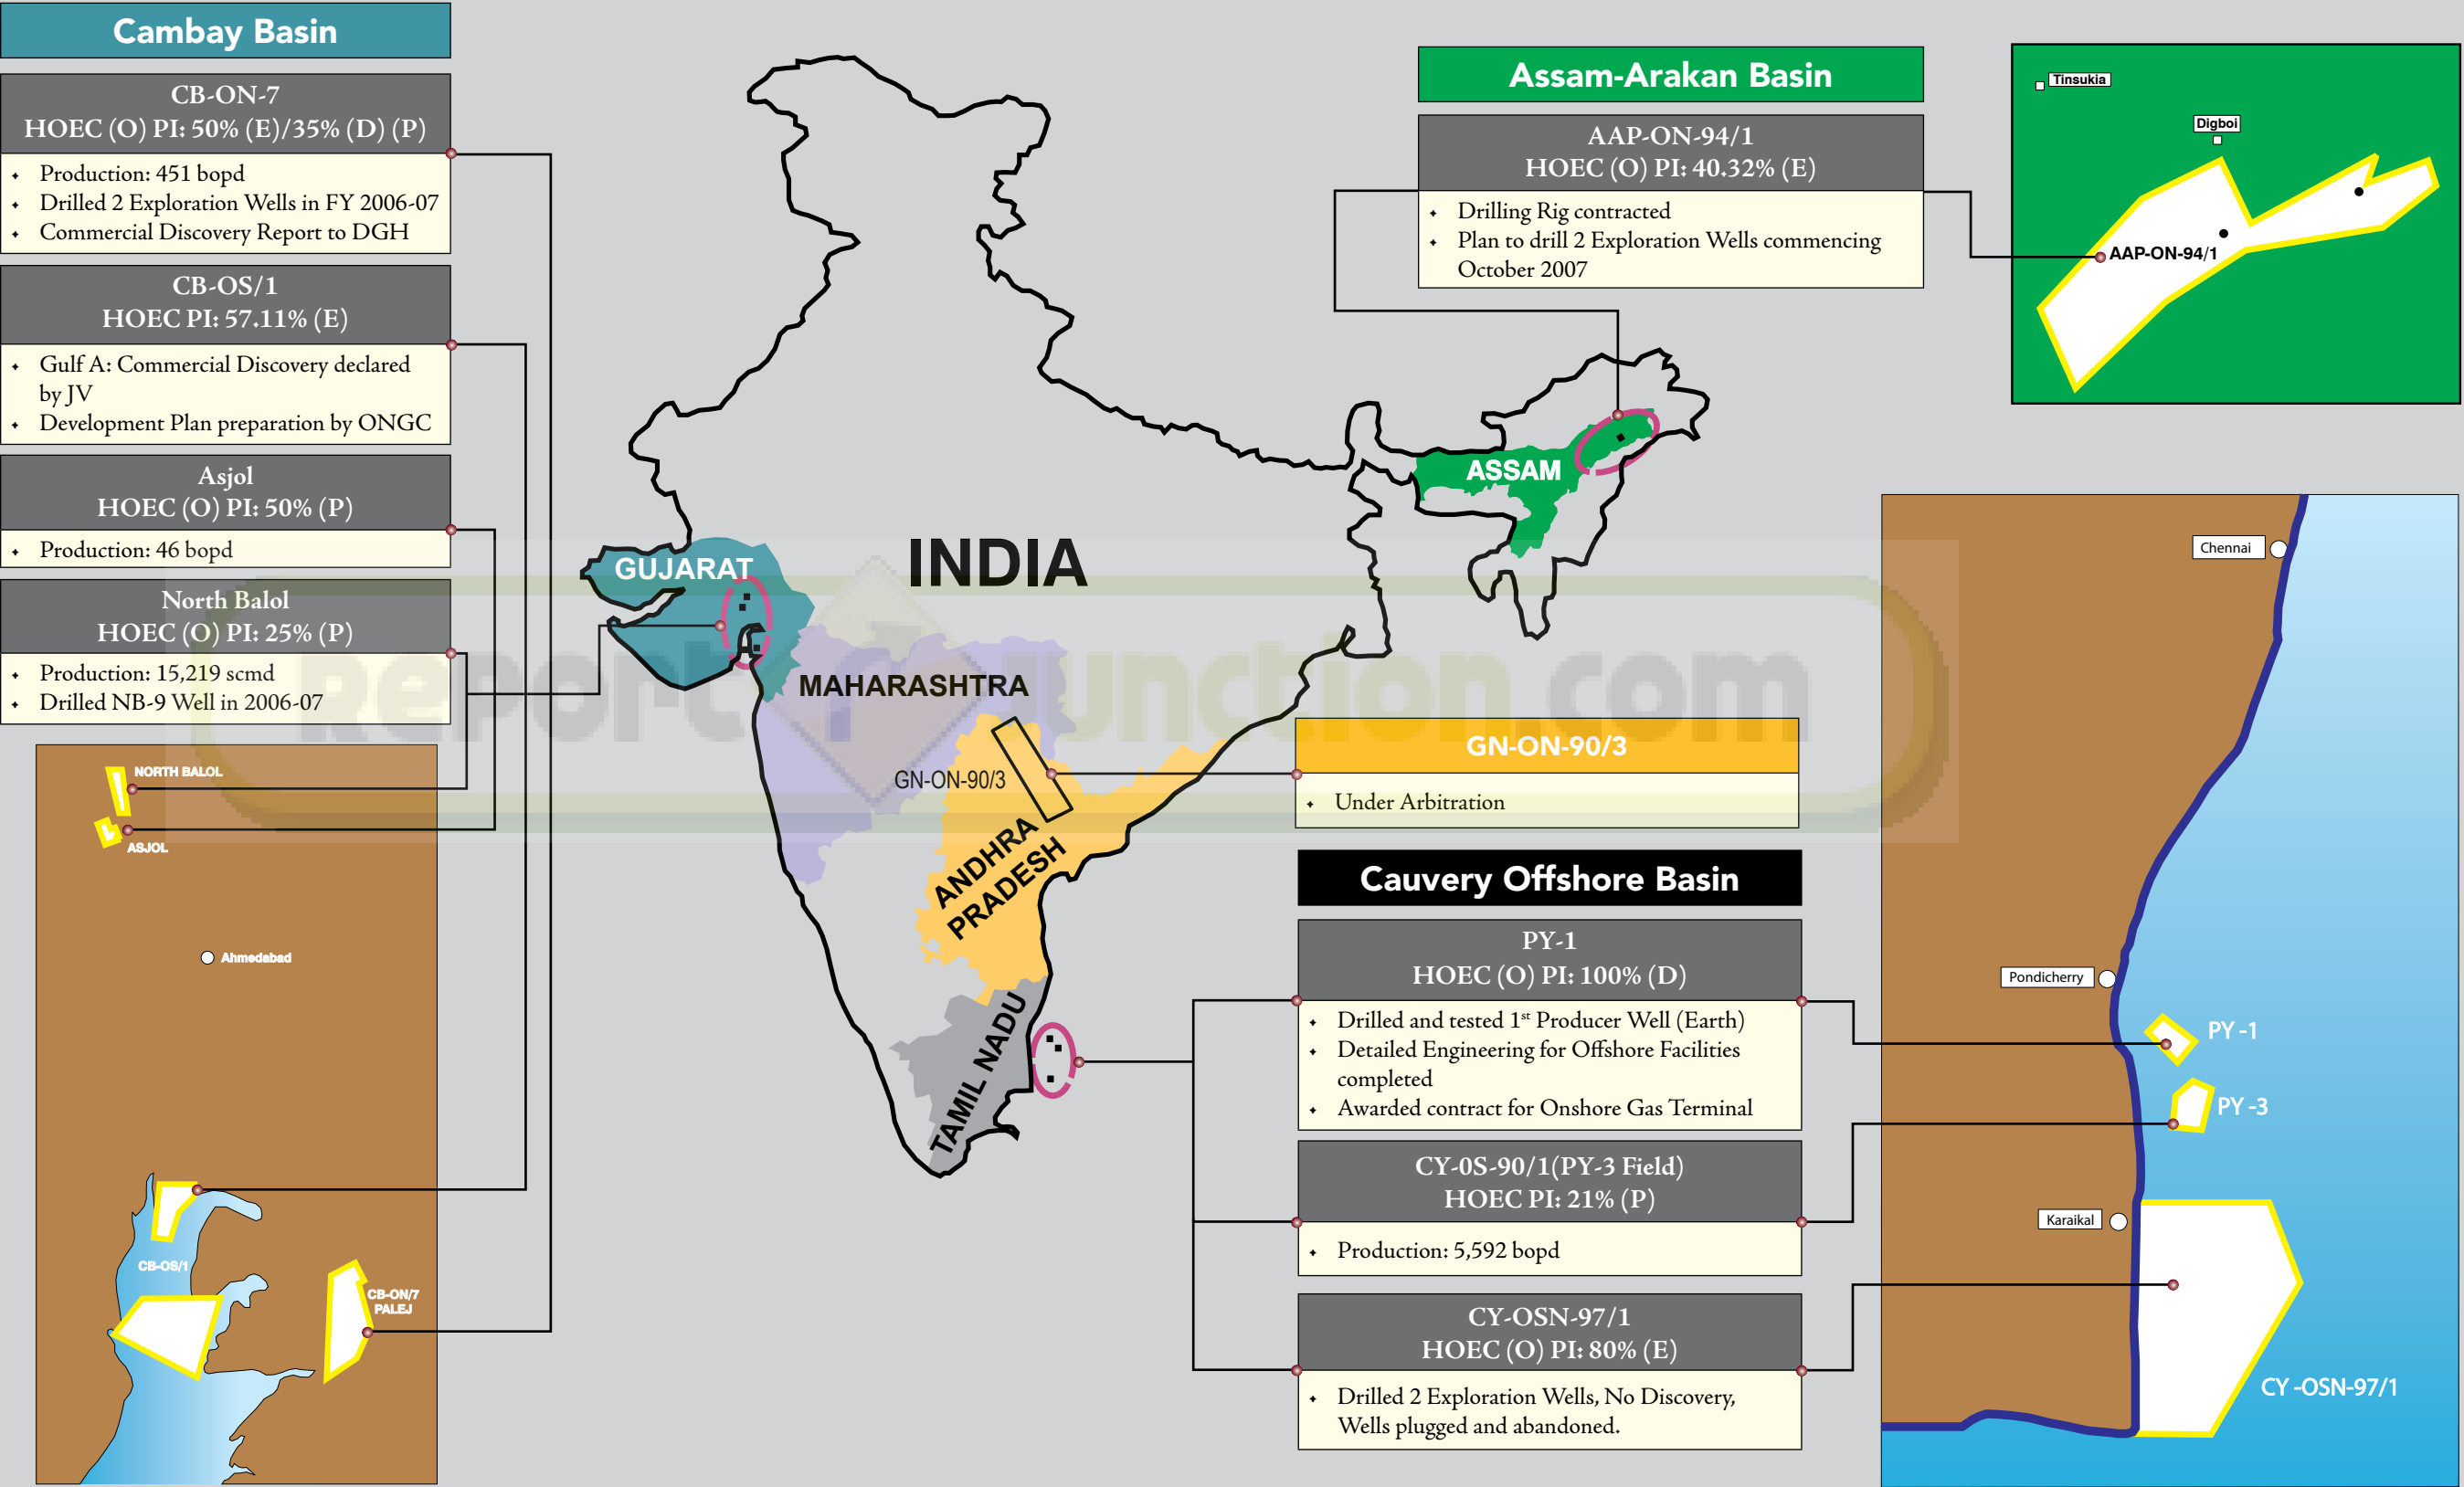 Cambay Basin
CB-ON-7
HOEC (O) PI: 50% (E)/35% (D) (P)
Production: 451 bopd
Drilled 2 Exploration Wells in FY 2006-07
Commercial Discovery Report to DGH
CB-OS/1
HOEC PI: 57.11% (E)
Gulf A: Commercial Discovery declared
by JV
Development Plan preparation by ONGC
Asjol
HOEC (O) PI: 50% (P)
Production: 46 bopd
North Balol
HOEC (O) PI: 25% (P)
Production: 15,219 scmd
Drilled NB-9 Well in 2006-07
NORTH BALOL
ASJOL
Ahmedabad
CB-OS/1
CB-ON/7
PALEJ
INDIA
GUJARAT
MAHARASHTRA
GN-ON-90/3
ANDHRA
PRADESH
TAMIL NADU
ASSAM
Report Junction.com
Assam-Arakan Basin
AAP-ON-94/1
HOEC (O) PI: 40.32% (E)
Drilling Rig contracted
Plan to drill 2 Exploration Wells commencing
October 2007
Tinsukia
Digboi
AAP-ON-94/1
GN-ON-90/3
Under Arbitration
Cauvery Offshore Basin
PY-1
HOEC (O) PI: 100% (D)
Drilled and tested 1st Producer Well (Earth)
Detailed Engineering for Offshore Facilities
completed
Awarded contract for Onshore Gas Terminal
CY-0S-90/1(PY-3 Field)
HOEC PI: 21% (P)
Production: 5,592 bopd
CY-OSN-97/1
HOEC (O) PI: 80% (E)
Drilled 2 Exploration Wells, No Discovery,
Wells plugged and abandoned.
Chennai
Pondicherry
PY -1
PY -3
Karaikal
CY -OSN-97/1